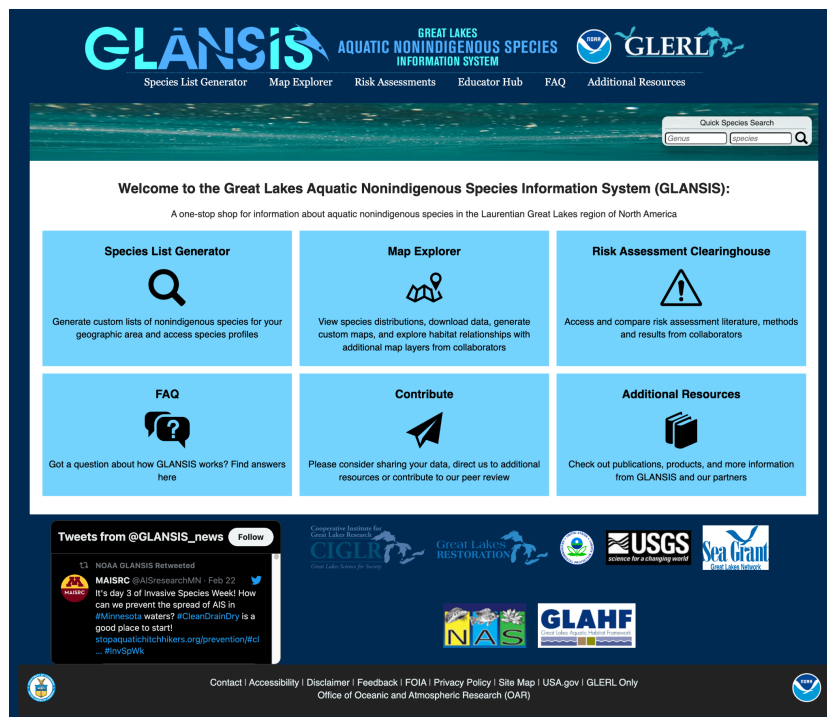 GLANSIS
GREAT LAKES
AQUATIC NONINDIGENOUS SPECIES
INFORMATION SYSTEM
NOAA
GLERL
Species List Generator Map Explorer Risk Assessments Educator Hub FAQ Additional Resources
Quick Species Search
Genus species
Welcome to the Great Lakes Aquatic Nonindigenous Species Information System (GLANSIS):
A one-stop shop for information about aquatic nonindigenous species in the Laurentian Great Lakes region of North America
Species List Generator
Generate custom lists of nonindigenous species for your
geographic area and access species profiles
Map Explorer
View species distributions, download data, generate
custom maps, and explore habitat relationships with
additional map layers from collaborators
Risk Assessment Clearinghouse
Access and compare risk assessment literature, methods
and results from collaborators
FAQ
Got a question about how GLANSIS works? Find answers
here
Contribute
Please consider sharing your data, direct us to additional
resources or contribute to our peer review
Additional Resources
Check out publications, products, and more information
from GLANSIS and our partners
Tweets from @GLANSIS_news Follow
NOAA GLANSIS Retweeted
MAISRC
MAISRC @AISresearchMN · Feb 22
It's day 3 of Invasive Species Week! How
can we prevent the spread of AIS in
#Minnesota waters? #CleanDrainDry is a
good place to start!
stopaquatichitchhikers.org/prevention/#cl
... #InvSpWk
Cooperative Institute for
Great Lakes Research
CIGLR
Great Lakes Science for Society
Great Lakes
RESTORATION
USGS
science for a changing world
Sea Grant
Great Lakes Network
NAS
GLAHF
Great Lakes Aquatic Habitat Framework
Contact | Accessibility | Disclaimer | Feedback | FOIA | Privacy Policy | Site Map | USA.gov | GLERL Only
Office of Oceanic and Atmospheric Research (OAR)
NOAA